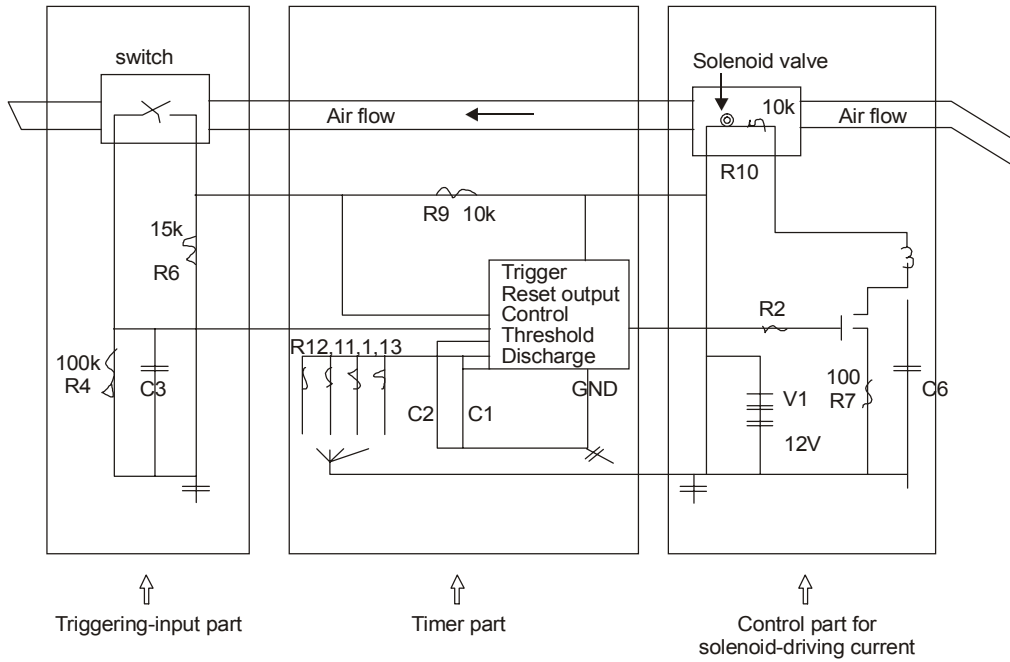 switch
Solenoid valve
10k
Air flow
Air flow
R10
R9 10k
15k
R6
Trigger
Reset output
Control
Threshold
Discharge
GND
R2
R12,11,1,13
100k
R4
C3
C2
C1
100
R7
C6
V1
12V
Triggering-input part
Timer part
Control part for
solenoid-driving current